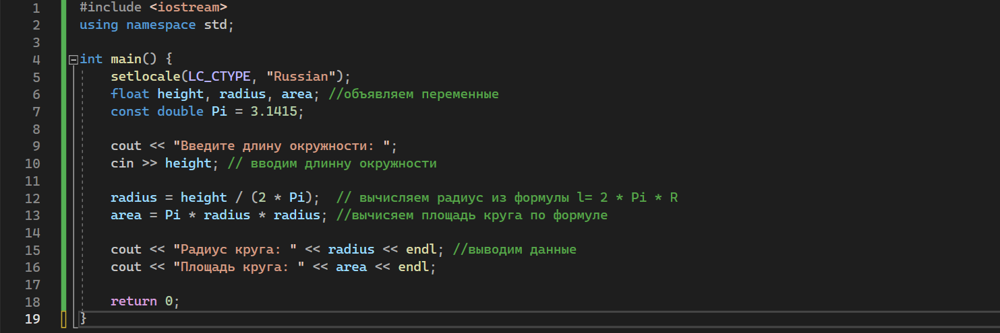 1 #include <iostream>
2 using namespace std;
3
4 int main() {
5 setlocale(LC_CTYPE, "Russian");
6 float height, radius, area; //объявляем переменные
7 const double Pi = 3.1415;
8
9 cout << "Введите длину окружности: ";
10 cin >> height; // вводим длинну окружности
11
12 radius = height / (2 * Pi);  // вычисляем радиус из формулы l= 2 * Pi * R
13 area = Pi * radius * radius; //вычисяем площадь круга по формуле
14
15 cout << "Радиус круга: " << radius << endl; //выводим данные
16 cout << "Площадь круга: " << area << endl;
17
18 return 0;
19 }